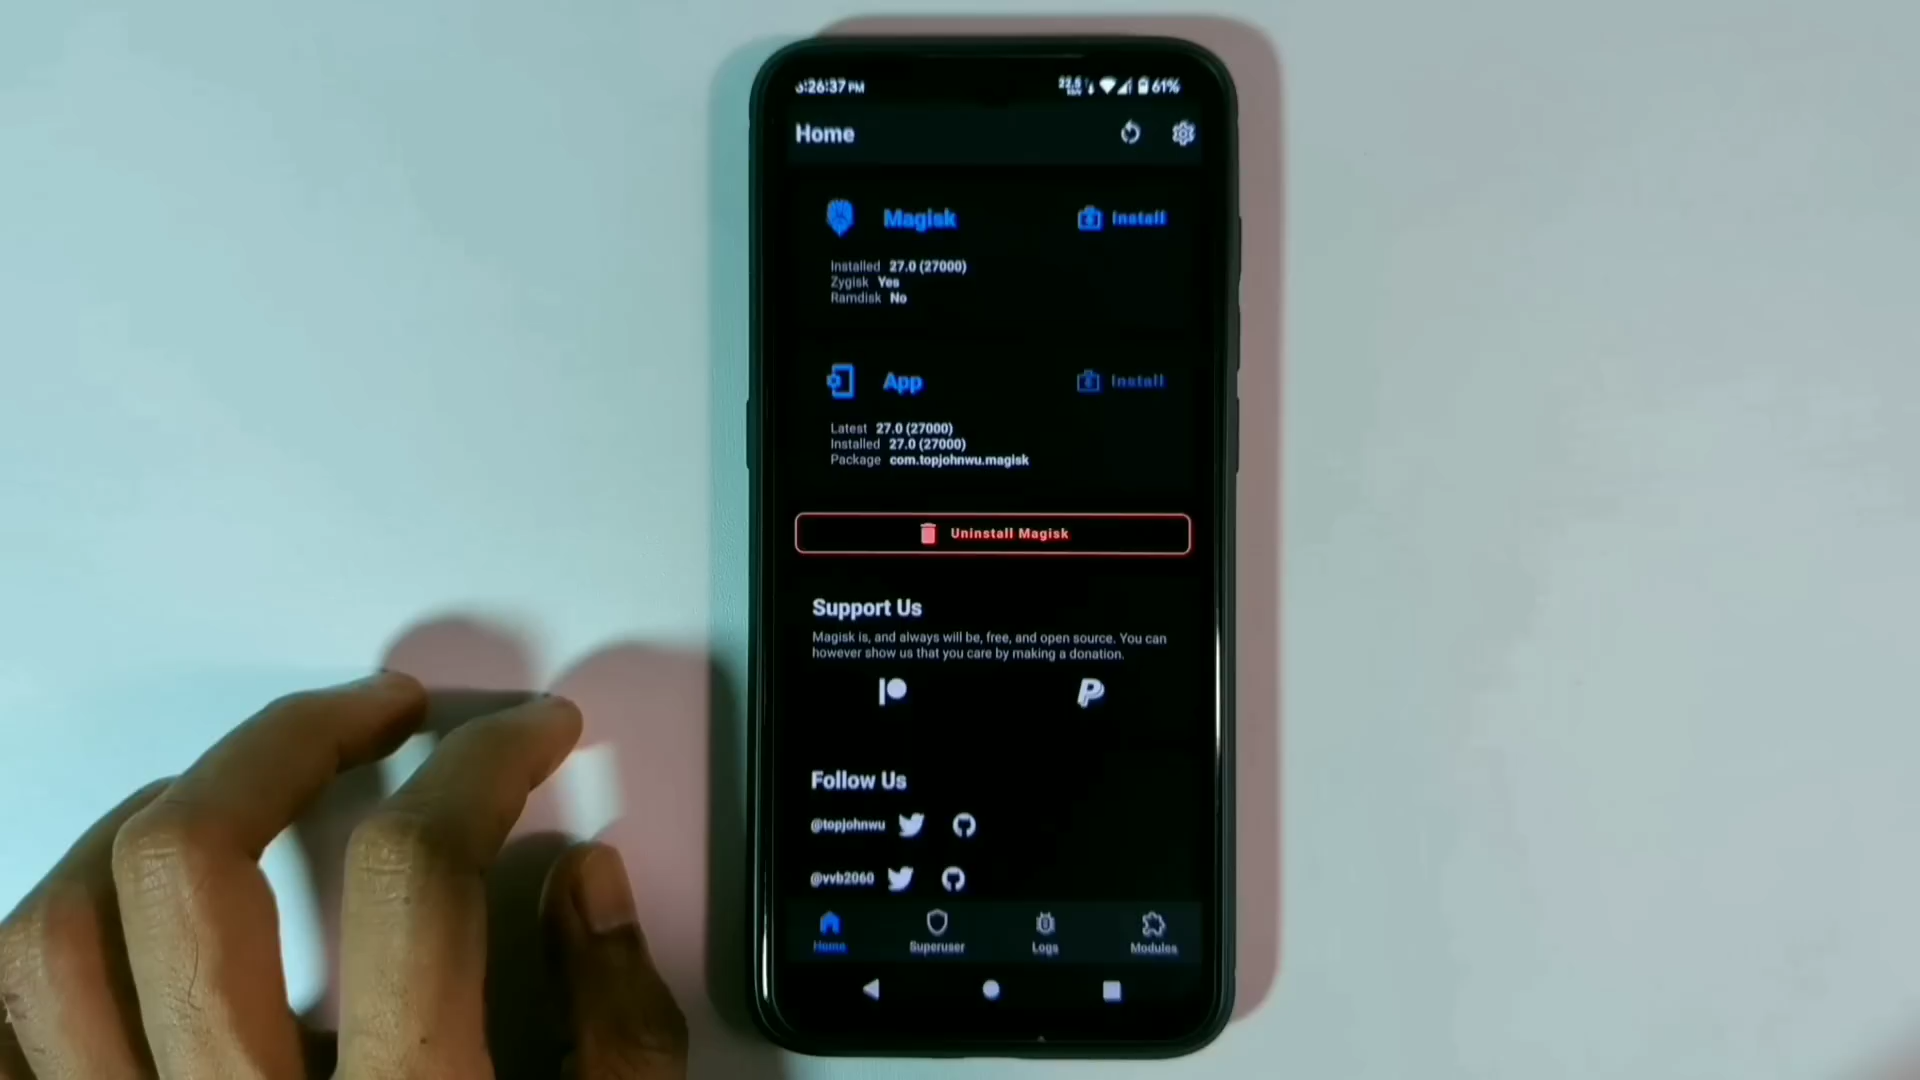 :26:37 PM 22.5 61%
Home
Magisk Install
Installed 27.0 (27000)
Zygisk Yes
Ramdisk No
App Install
Latest 27.0 (27000)
Installed 27.0 (27000)
Package com.topjohnwu.magisk
Uninstall Magisk
Support Us
Magisk is, and always will be, free, and open source. You can
however show us that you care by making a donation.
Follow Us
@topjohnwu
@vvb2060
Home Superuser Logs Modules